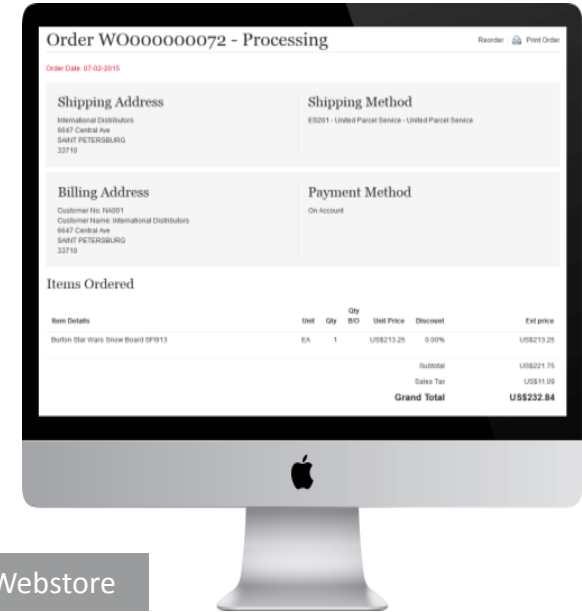 Order WO000000072 - Processing
Reorder Print Order
Order Date: 07-02-2015
Shipping Address
International Distributors
6647 Central Ave
SAINT PETERSBURG
33710
Shipping Method
ES201 - United Parcel Service - United Parcel Service
Billing Address
Customer No: NA001
Customer Name: International Distributors
6647 Central Ave
SAINT PETERSBURG
33710
Payment Method
On Account
Items Ordered
Item Details Unit Qty Qty B/O Unit Price Discount Ext price
Burton Star Wars Snow Board SFI913 EA 1 US$213.25 0.00% US$213.25
Subtotal US$221.75
Sales Tax US$11.09
Grand Total US$232.84
Webstore